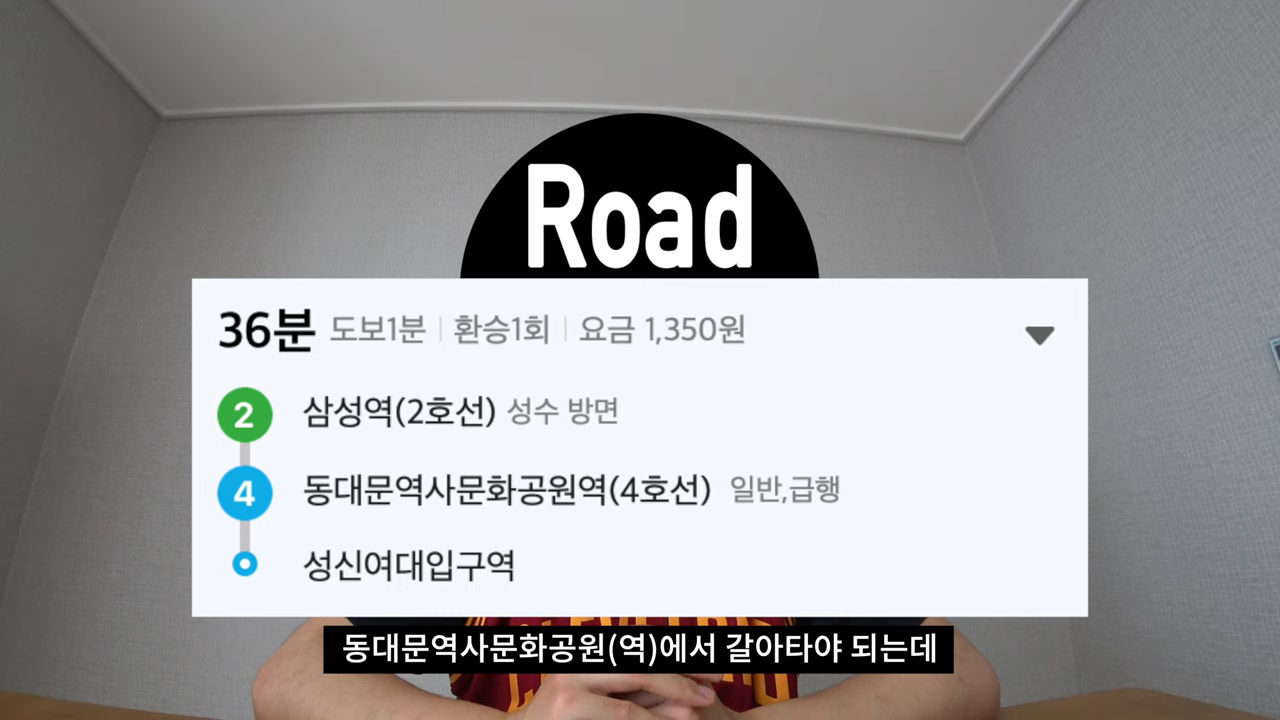 Road
36분 도보1분 | 환승1회 | 요금 1,350원
2 삼성역(2호선) 성수 방면
4 동대문역사문화공원역(4호선) 일반,급행
성신여대입구역
동대문역사문화공원(역)에서 갈아타야 되는데